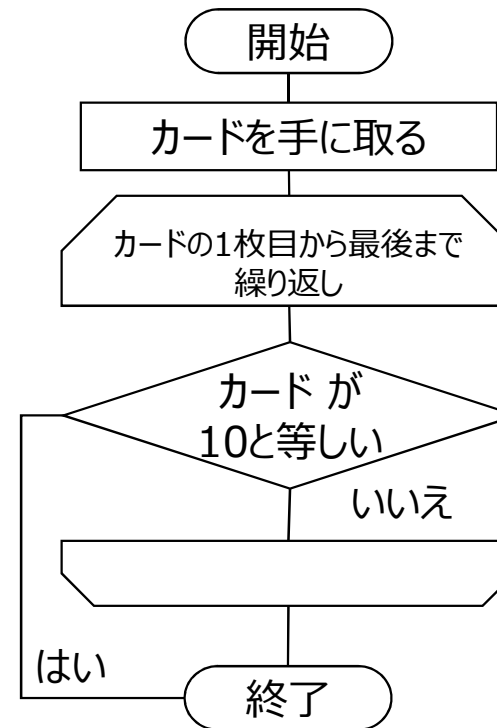 開始
カードを手に取る
カードの1枚目から最後まで
繰り返し
カード が
10と等しい
いいえ
はい
終了